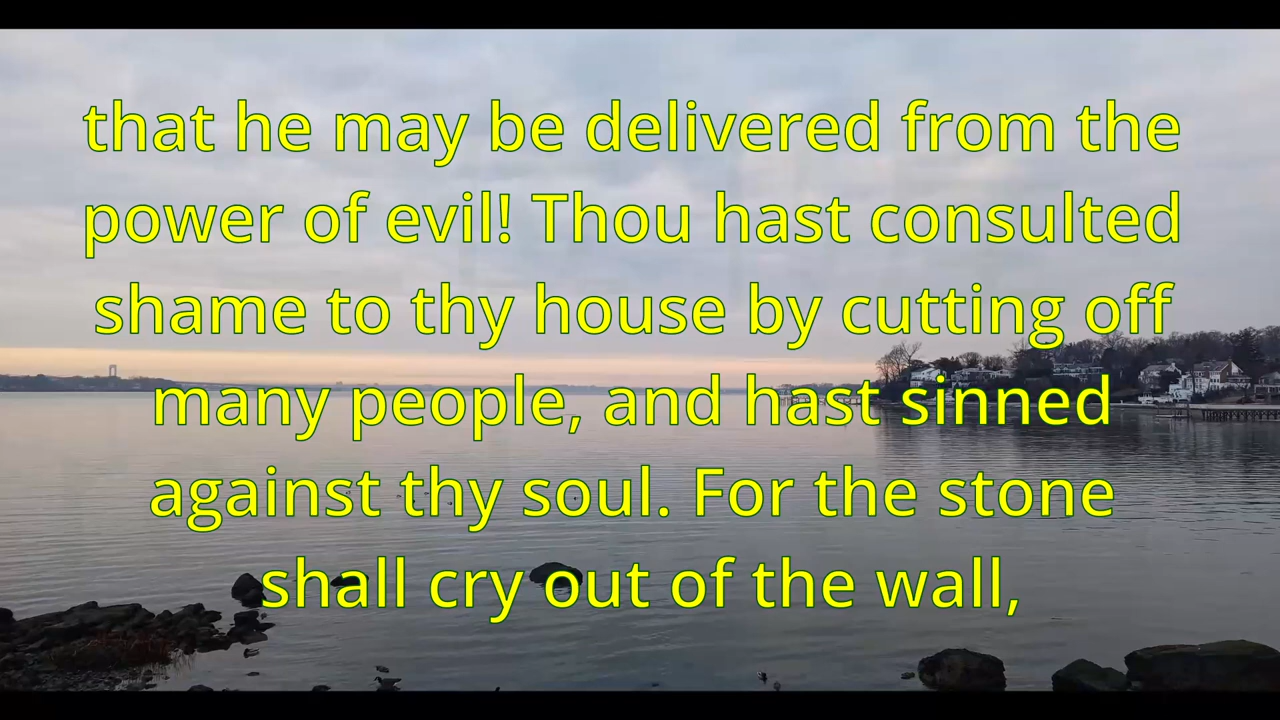 that he may be delivered from the
power of evil! Thou hast consulted
shame to thy house by cutting off
many people, and hast sinned
against thy soul. For the stone
shall cry out of the wall,